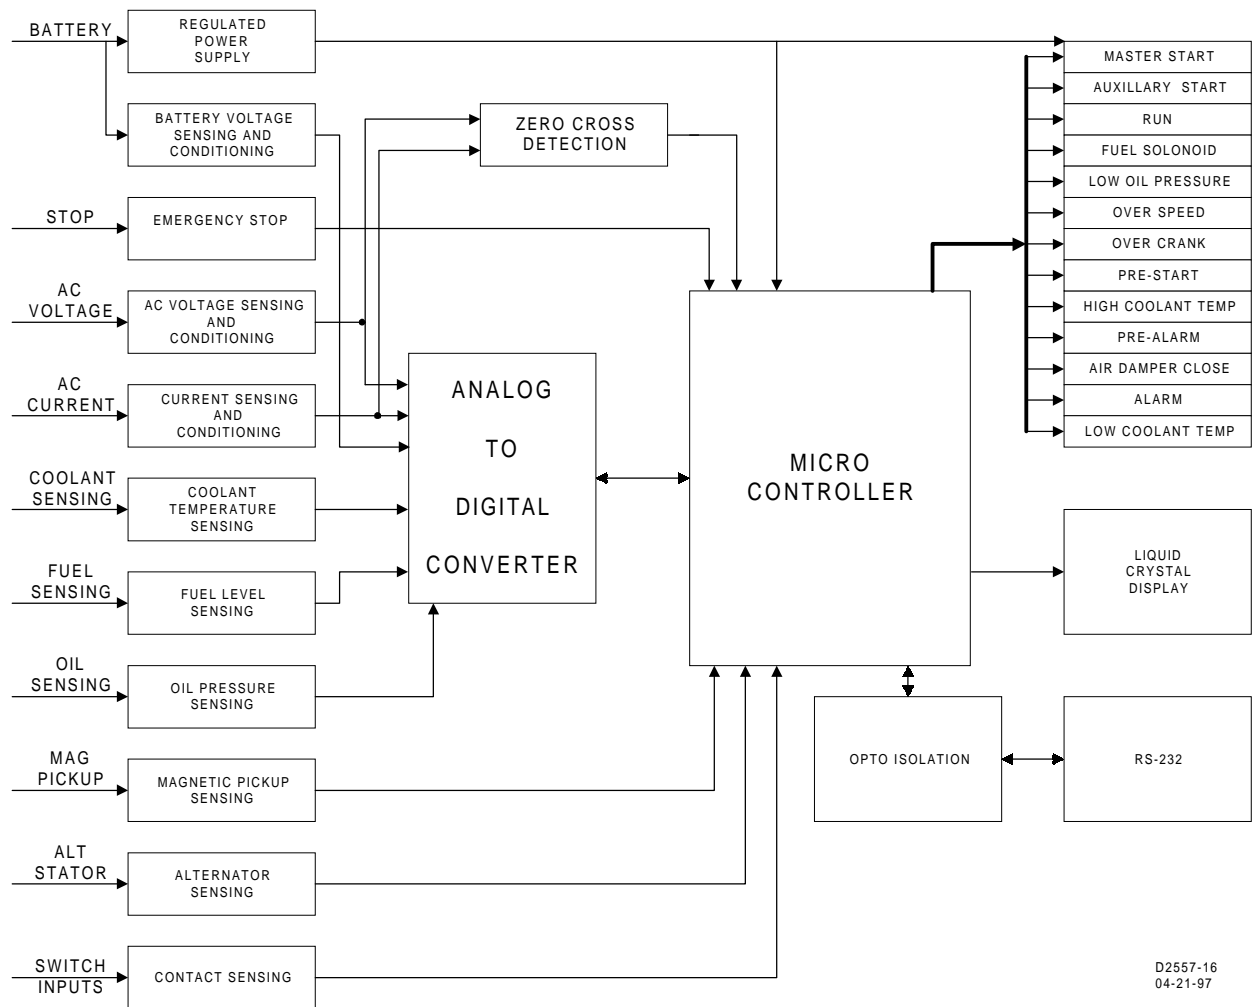 BATTERY
REGULATED
POWER
SUPPLY
BATTERY VOLTAGE
SENSING AND
CONDITIONING
ZERO CROSS
DETECTION
STOP
EMERGENCY STOP
AC
VOLTAGE
AC VOLTAGE SENSING
AND
CONDITIONING
AC
CURRENT
CURRENT SENSING
AND
CONDITIONING
COOLANT
SENSING
COOLANT
TEMPERATURE
SENSING
FUEL
SENSING
FUEL LEVEL
SENSING
OIL
SENSING
OIL PRESSURE
SENSING
MAG
PICKUP
MAGNETIC PICKUP
SENSING
ALT
STATOR
ALTERNATOR
SENSING
SWITCH
INPUTS
CONTACT SENSING
ANALOG
TO
DIGITAL
CONVERTER
MICRO
CONTROLLER
MASTER START
AUXILLARY START
RUN
FUEL SOLONOID
LOW OIL PRESSURE
OVER SPEED
OVER CRANK
PRE-START
HIGH COOLANT TEMP
PRE-ALARM
AIR DAMPER CLOSE
ALARM
LOW COOLANT TEMP
LIQUID
CRYSTAL
DISPLAY
OPTO ISOLATION
RS-232
D2557-16
04-21-97